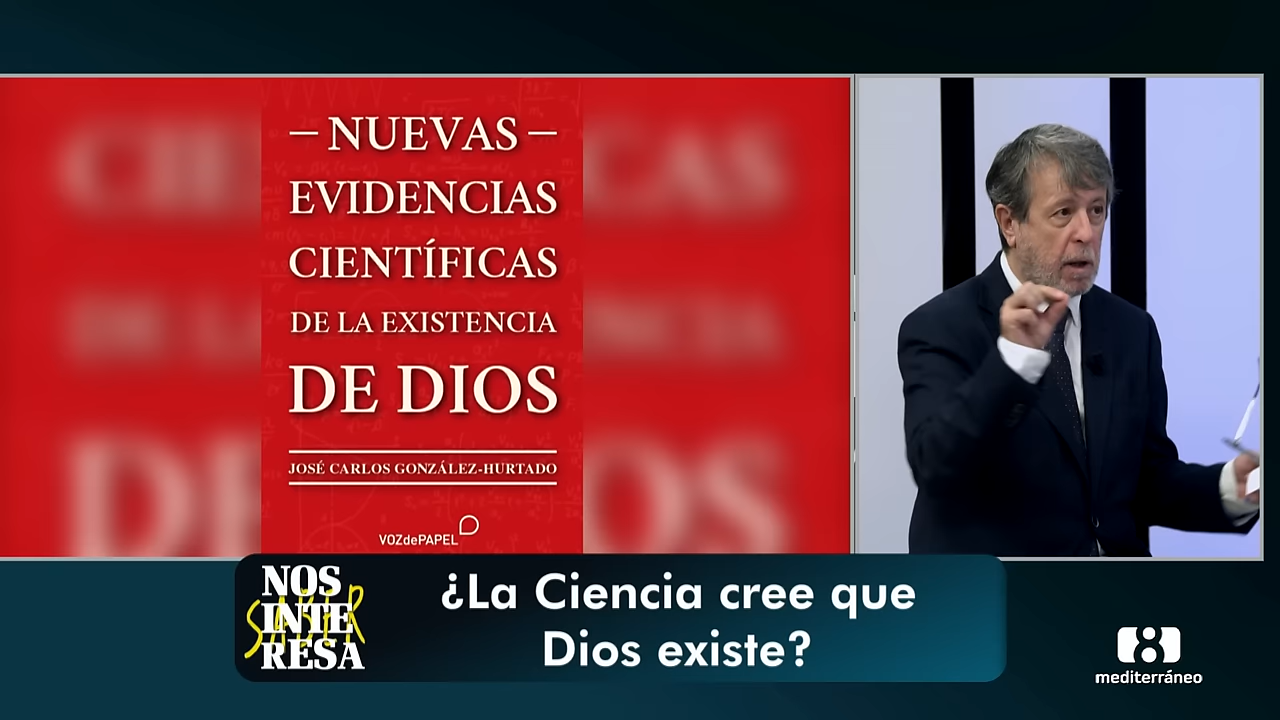 — NUEVAS —
EVIDENCIAS
CIENTÍFICAS
DE LA EXISTENCIA
DE DIOS
JOSÉ CARLOS GONZÁLEZ-HURTADO
VOZdePAPEL
NOS
SABER
INTE
RESA
¿La Ciencia cree que
Dios existe?
8
mediterráneo